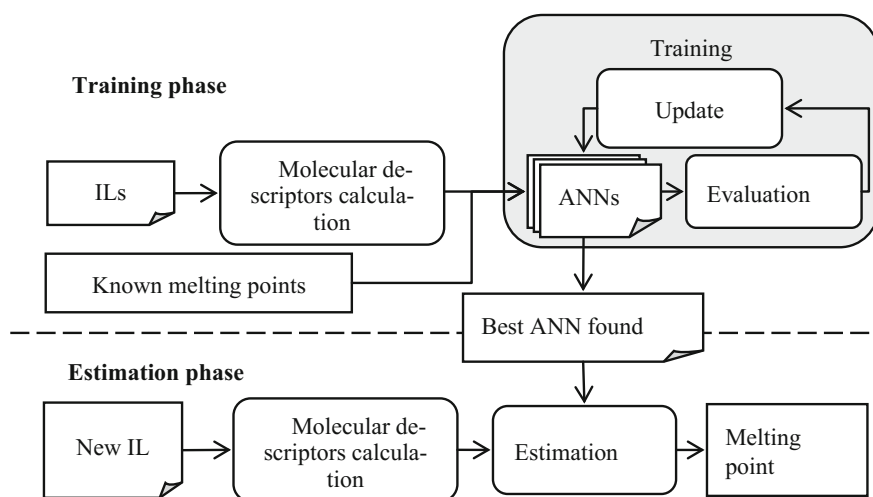 Training
Training phase
Update
ILs
Molecular de-
scriptors calcula-
tion
ANNs
Evaluation
Known melting points
Best ANN found
Estimation phase
New IL
Molecular de-
scriptors calcula-
tion
Estimation
Melting
point